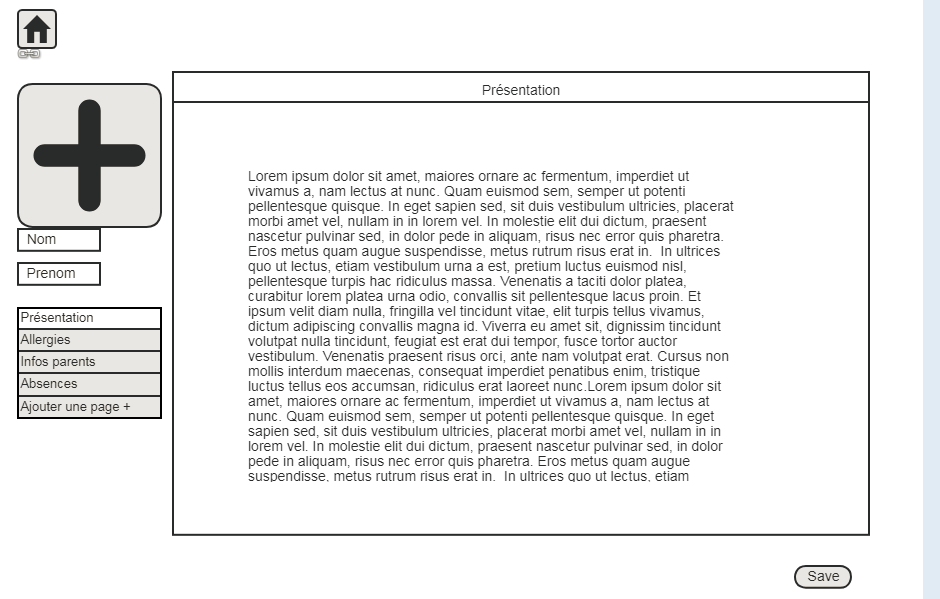 Présentation
Lorem ipsum dolor sit amet, maiores ornare ac fermentum, imperdiet ut
vivamus a, nam lectus at nunc. Quam euismod sem, semper ut potenti
pellentesque quisque. In eget sapien sed, sit duis vestibulum ultricies, placerat
morbi amet vel, nullam in in lorem vel. In molestie elit dui dictum, praesent
nascetur pulvinar sed, in dolor pede in aliquam, risus nec error quis pharetra.
Eros metus quam augue suspendisse, metus rutrum risus erat in.  In ultrices
quo ut lectus, etiam vestibulum urna a est, pretium luctus euismod nisl,
pellentesque turpis hac ridiculus massa. Venenatis a taciti dolor platea,
curabitur lorem platea urna odio, convallis sit pellentesque lacus proin. Et
ipsum velit diam nulla, fringilla vel tincidunt vitae, elit turpis tellus vivamus,
dictum adipiscing convallis magna id. Viverra eu amet sit, dignissim tincidunt
volutpat nulla tincidunt, feugiat est erat dui tempor, fusce tortor auctor
vestibulum. Venenatis praesent risus orci, ante nam volutpat erat. Cursus non
mollis interdum maecenas, consequat imperdiet penatibus enim, tristique
luctus tellus eos accumsan, ridiculus erat laoreet nunc.Lorem ipsum dolor sit
amet, maiores ornare ac fermentum, imperdiet ut vivamus a, nam lectus at
nunc. Quam euismod sem, semper ut potenti pellentesque quisque. In eget
sapien sed, sit duis vestibulum ultricies, placerat morbi amet vel, nullam in in
lorem vel. In molestie elit dui dictum, praesent nascetur pulvinar sed, in dolor
pede in aliquam, risus nec error quis pharetra. Eros metus quam augue
suspendisse, metus rutrum risus erat in.  In ultrices quo ut lectus, etiam
Nom
Prenom
Présentation
Allergies
Infos parents
Absences
Ajouter une page +
Save